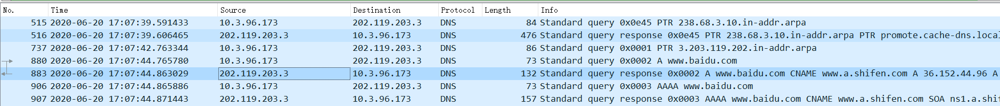 No. Time Source Destination Protocol Length Info
515 2020-06-20 17:07:39.591433 10.3.96.173 202.119.203.3 DNS 84 Standard query 0x0e45 PTR 238.68.3.10.in-addr.arpa
516 2020-06-20 17:07:39.606465 202.119.203.3 10.3.96.173 DNS 476 Standard query response 0x0e45 PTR 238.68.3.10.in-addr.arpa PTR promote.cache-dns.local
737 2020-06-20 17:07:42.763344 10.3.96.173 202.119.203.3 DNS 86 Standard query 0x0001 PTR 3.203.119.202.in-addr.arpa
880 2020-06-20 17:07:44.765780 10.3.96.173 202.119.203.3 DNS 73 Standard query 0x0002 A www.baidu.com
883 2020-06-20 17:07:44.863029 202.119.203.3 10.3.96.173 DNS 132 Standard query response 0x0002 A www.baidu.com CNAME www.a.shifen.com A 36.152.44.96 A
906 2020-06-20 17:07:44.865886 10.3.96.173 202.119.203.3 DNS 73 Standard query 0x0003 AAAA www.baidu.com
907 2020-06-20 17:07:44.871443 202.119.203.3 10.3.96.173 DNS 157 Standard query response 0x0003 AAAA www.baidu.com CNAME www.a.shifen.com SOA ns1.a.shif